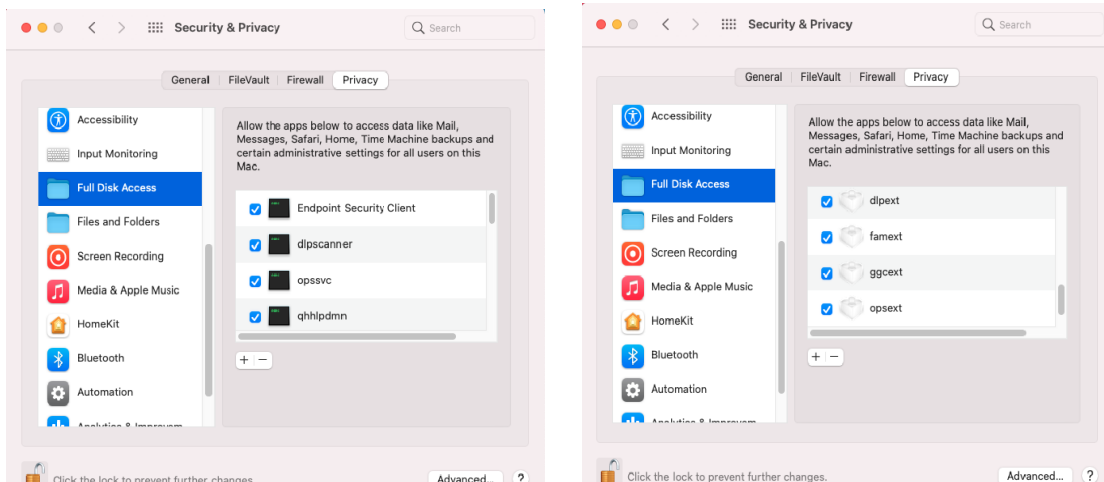 Security & Privacy
Search
General
FileVault
Firewall
Privacy
Accessibility
Input Monitoring
Full Disk Access
Files and Folders
Screen Recording
Media & Apple Music
HomeKit
Bluetooth
Automation
Analytics & Improvem
Allow the apps below to access data like Mail,
Messages, Safari, Home, Time Machine backups and
certain administrative settings for all users on this
Mac.
Endpoint Security Client
dlpscanner
opssvc
qhhlpdmn
+ −
Click the lock to prevent further changes.
Advanced...
?
Security & Privacy
Search
General
FileVault
Firewall
Privacy
Accessibility
Input Monitoring
Full Disk Access
Files and Folders
Screen Recording
Media & Apple Music
HomeKit
Bluetooth
Automation
Analytics & Improvem
Allow the apps below to access data like Mail,
Messages, Safari, Home, Time Machine backups and
certain administrative settings for all users on this
Mac.
dlpext
famext
ggcext
opsext
+ −
Click the lock to prevent further changes.
Advanced...
?